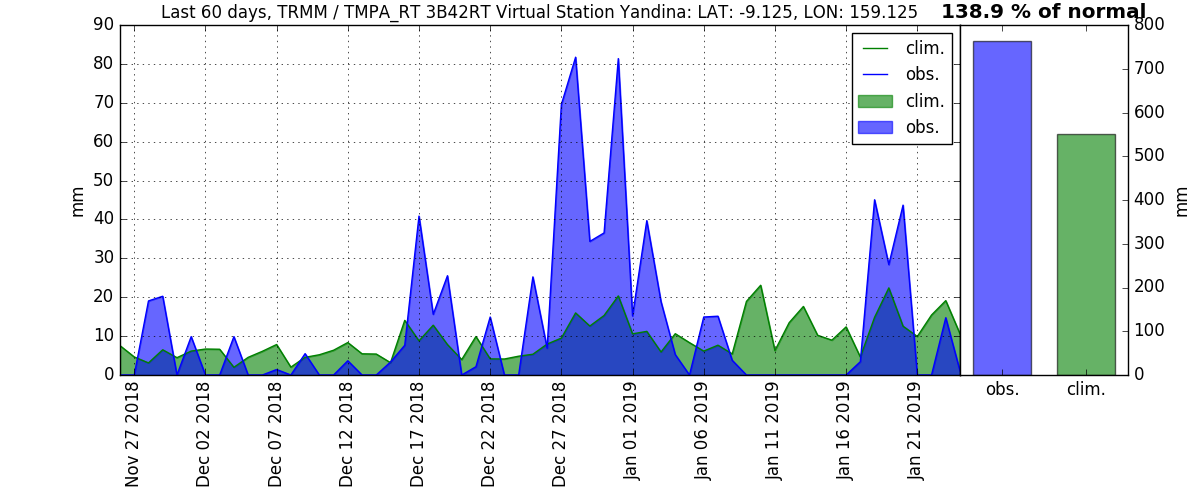 Last 60 days, TRMM / TMPA_RT 3B42RT Virtual Station Yandina: LAT: -9.125, LON: 159.125
138.9 % of normal
90
80
70
60
50
40
30
20
10
0
mm
clim.
obs.
clim.
obs.
800
700
600
500
400
300
200
100
0
mm
obs.
clim.
Nov 27 2018
Dec 02 2018
Dec 07 2018
Dec 12 2018
Dec 17 2018
Dec 22 2018
Dec 27 2018
Jan 01 2019
Jan 06 2019
Jan 11 2019
Jan 16 2019
Jan 21 2019